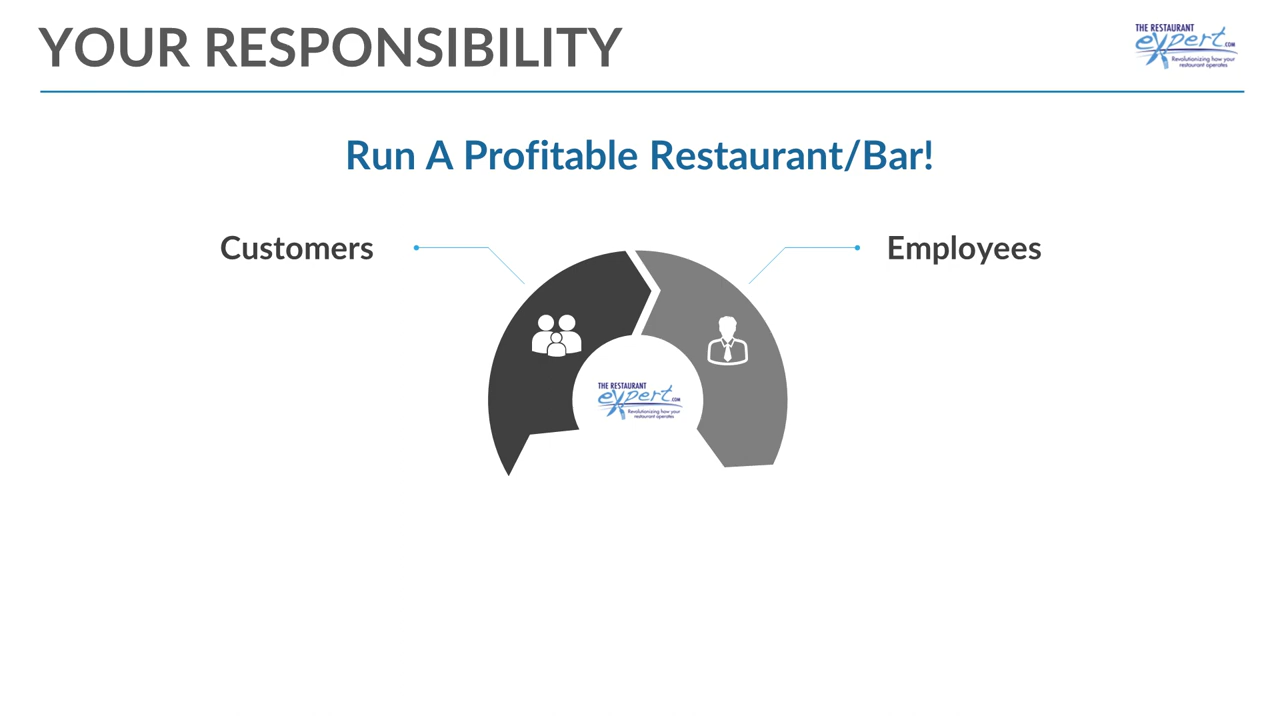 YOUR RESPONSIBILITY
THE RESTAURANT
expert.COM
Revolutionizing how your
restaurant operates
Run A Profitable Restaurant/Bar!
Customers
Employees
THE RESTAURANT
expert.COM
Revolutionizing how your
restaurant operates